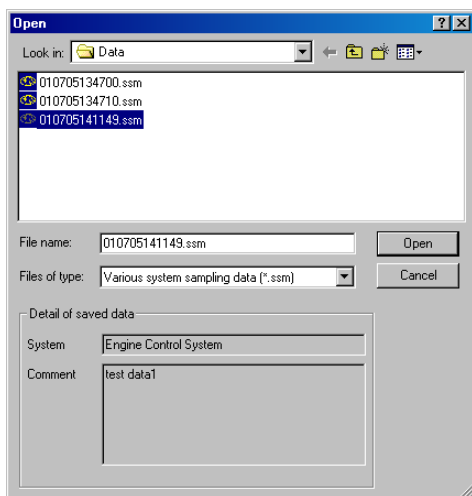 Open
Look in: Data
010705134700.ssm
010705134710.ssm
010705141149.ssm
File name: 010705141149.ssm Open
Files of type: Various system sampling data (*.ssm) Cancel
Detail of saved data
System Engine Control System
Comment test data1